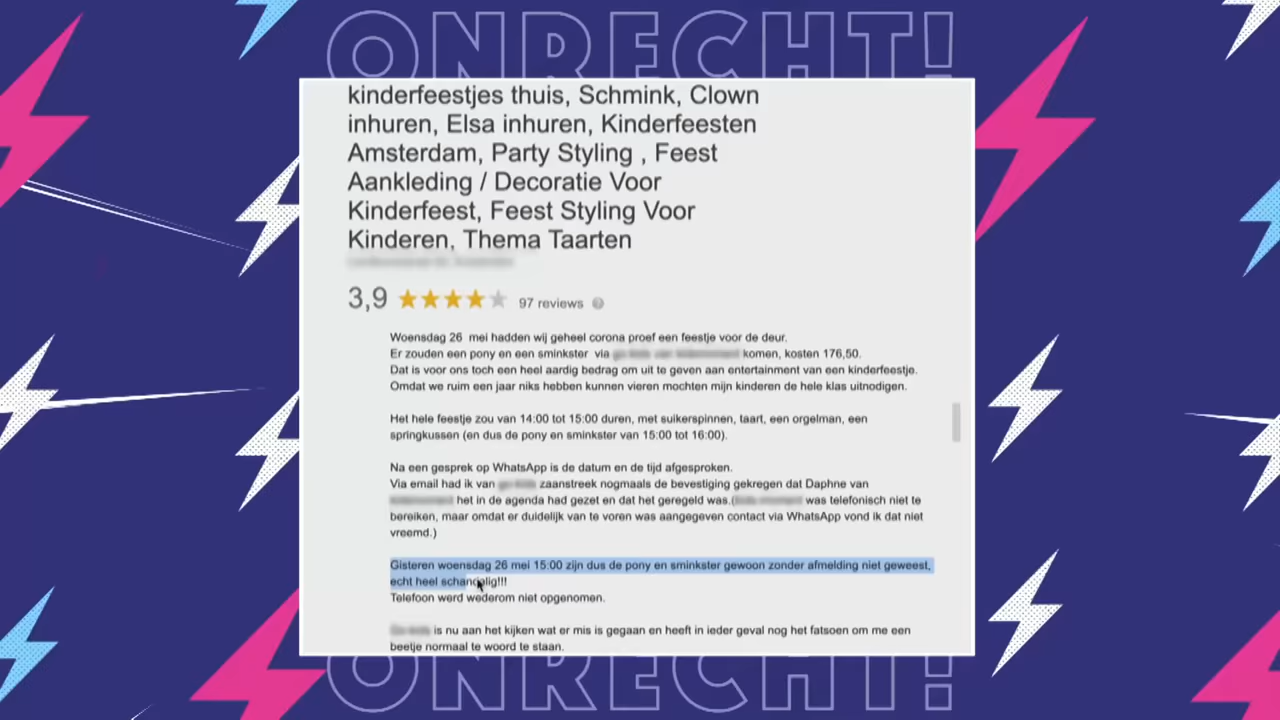 ONRECHT!
kinderfeestjes thuis, Schmink, Clown
inhuren, Elsa inhuren, Kinderfeesten
Amsterdam, Party Styling , Feest
Aankleding / Decoratie Voor
Kinderfeest, Feest Styling Voor
Kinderen, Thema Taarten
3,9 97 reviews
Woensdag 26 mei hadden wij geheel corona proef een feestje voor de deur.
Er zouden een pony en een sminkster via komen, kosten 176,50.
Dat is voor ons toch een heel aardig bedrag om uit te geven aan entertainment van een kinderfeestje.
Omdat we ruim een jaar niks hebben kunnen vieren mochten mijn kinderen de hele klas uitnodigen.
Het hele feestje zou van 14:00 tot 15:00 duren, met suikerspinnen, taart, een orgelman, een
springkussen (en dus de pony en sminkster van 15:00 tot 16:00).
Na een gesprek op WhatsApp is de datum en de tijd afgesproken.
Via email had ik van zaanstreek nogmaals de bevestiging gekregen dat Daphne van
het in de agenda had gezet en dat het geregeld was.( was telefonisch niet te
bereiken, maar omdat er duidelijk van te voren was aangegeven contact via WhatsApp vond ik dat niet
vreemd.)
Gisteren woensdag 26 mei 15:00 zijn dus de pony en sminkster gewoon zonder afmelding niet geweest,
echt heel schandalig!!!
Telefoon werd wederom niet opgenomen.
is nu aan het kijken wat er mis is gegaan en heeft in ieder geval nog het fatsoen om me een
beetje normaal te woord te staan.
ONRECHT!